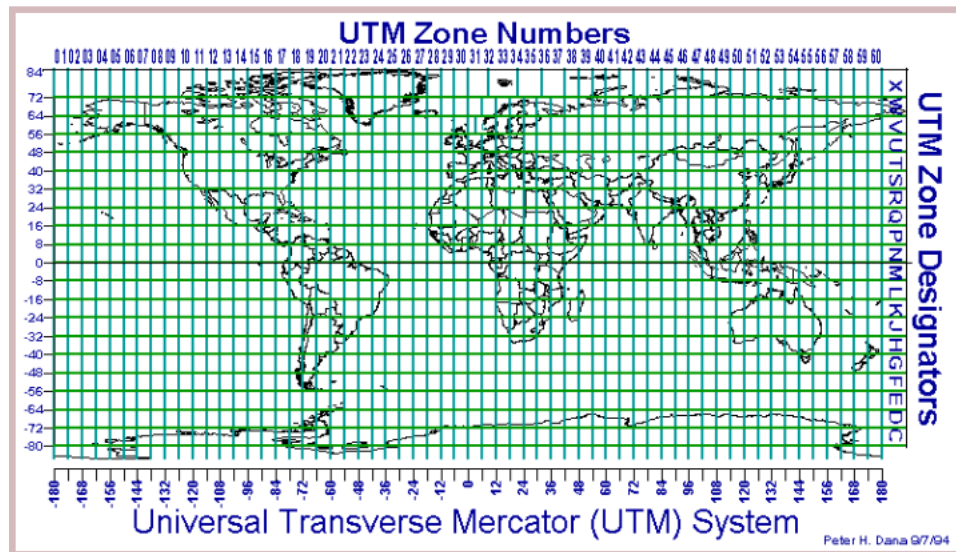 UTM Zone Numbers
01 02 03 04 05 06 07 08 09 10 11 12 13 14 15 16 17 18 19 20 21 22 23 24 25 26 27 28 29 30 31 32 33 34 35 36 37 38 39 40 41 42 43 44 45 46 47 48 49 50 51 52 53 54 55 56 57 58 59 60
84
72
64
56
48
40
32
24
16
8
0
-8
-16
-24
-32
-40
-48
-56
-64
-72
-80
X
W
V
U
T
S
R
Q
P
N
M
L
K
J
H
G
F
E
D
C
UTM Zone Designators
-180 -168 -156 -144 -132 -120 -108 -96 -84 -72 -60 -48 -36 -24 -12 0 12 24 36 48 60 72 84 96 108 120 132 144 156 168 180
Universal Transverse Mercator (UTM) System
Peter H. Dana 9/7/94